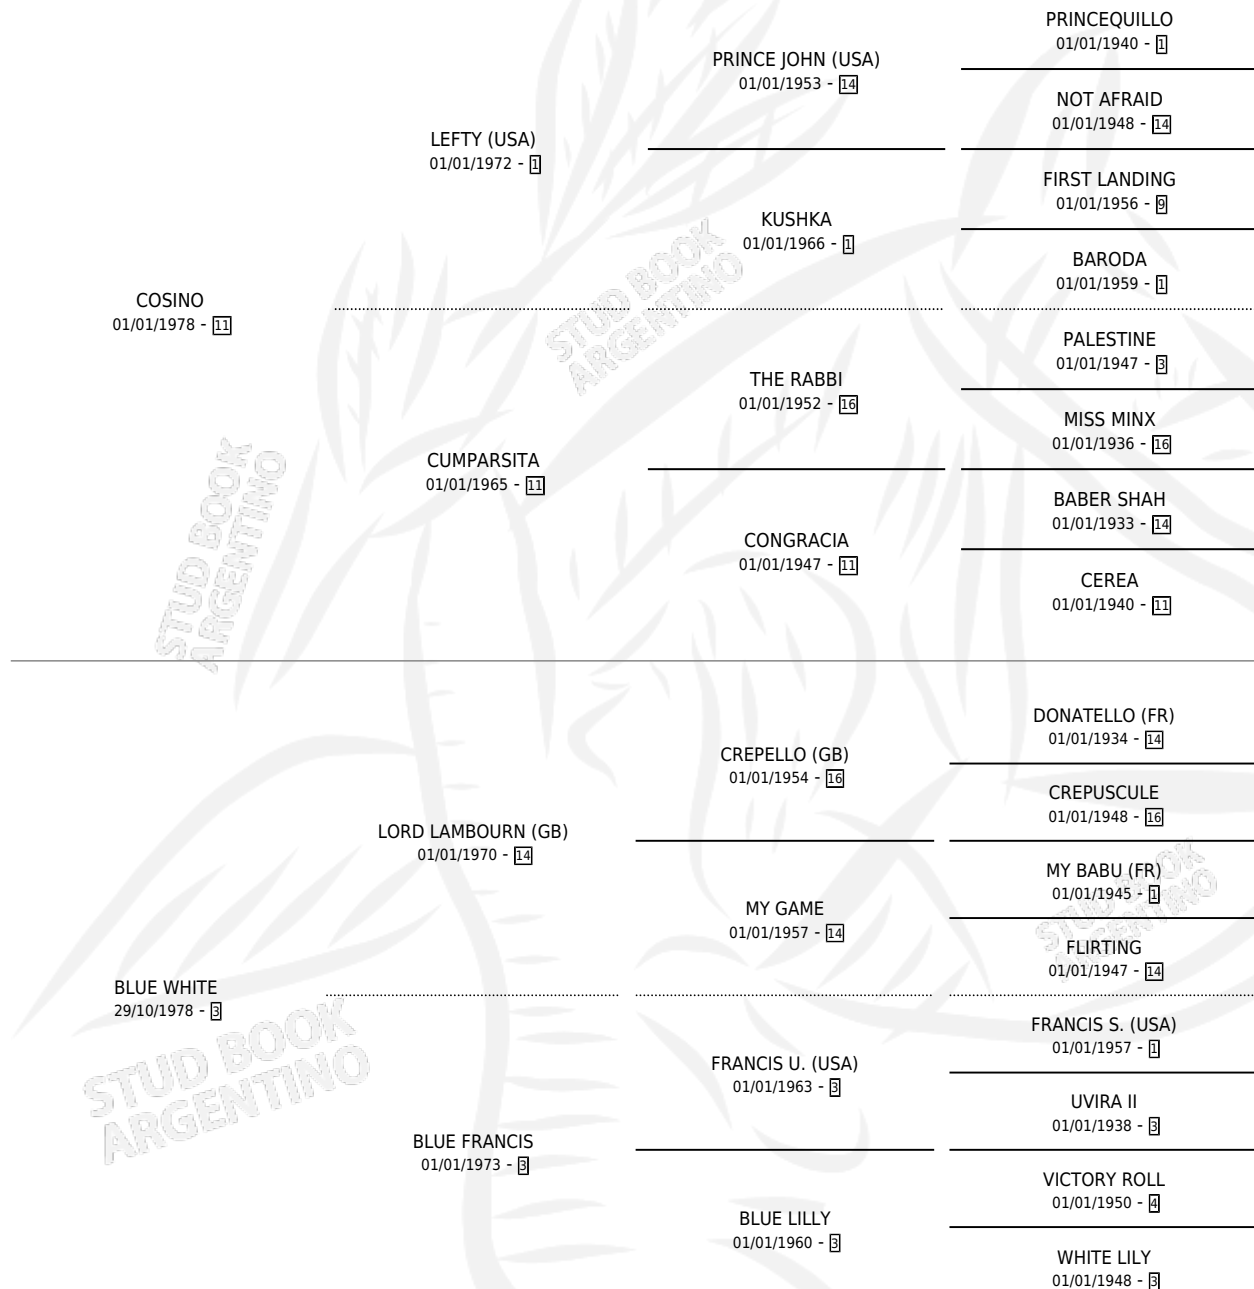 PRINCEQUILLO
01/01/1940 - 1
PRINCE JOHN (USA)
01/01/1953 - 14
NOT AFRAID
01/01/1948 - 14
LEFTY (USA)
01/01/1972 - 1
FIRST LANDING
01/01/1956 - 9
KUSHKA
01/01/1966 - 1
BARODA
01/01/1959 - 1
COSINO
01/01/1978 - 11
PALESTINE
01/01/1947 - 3
THE RABBI
01/01/1952 - 16
MISS MINX
01/01/1936 - 16
CUMPARSITA
01/01/1965 - 11
BABER SHAH
01/01/1933 - 14
CONGRACIA
01/01/1947 - 11
CEREA
01/01/1940 - 11
DONATELLO (FR)
01/01/1934 - 14
CREPELLO (GB)
01/01/1954 - 16
CREPUSCULE
01/01/1948 - 16
LORD LAMBOURN (GB)
01/01/1970 - 14
MY BABU (FR)
01/01/1945 - 1
MY GAME
01/01/1957 - 14
FLIRTING
01/01/1947 - 14
BLUE WHITE
29/10/1978 - 3
FRANCIS S. (USA)
01/01/1957 - 1
FRANCIS U. (USA)
01/01/1963 - 3
UVIRA II
01/01/1938 - 3
BLUE FRANCIS
01/01/1973 - 3
VICTORY ROLL
01/01/1950 - 4
BLUE LILLY
01/01/1960 - 3
WHITE LILY
01/01/1948 - 3
STUD BOOK
ARGENTINO
STUD BOOK
ARGENTINO
STUD BOOK
ARGENTINO
STUD BOOK
ARGENTINO